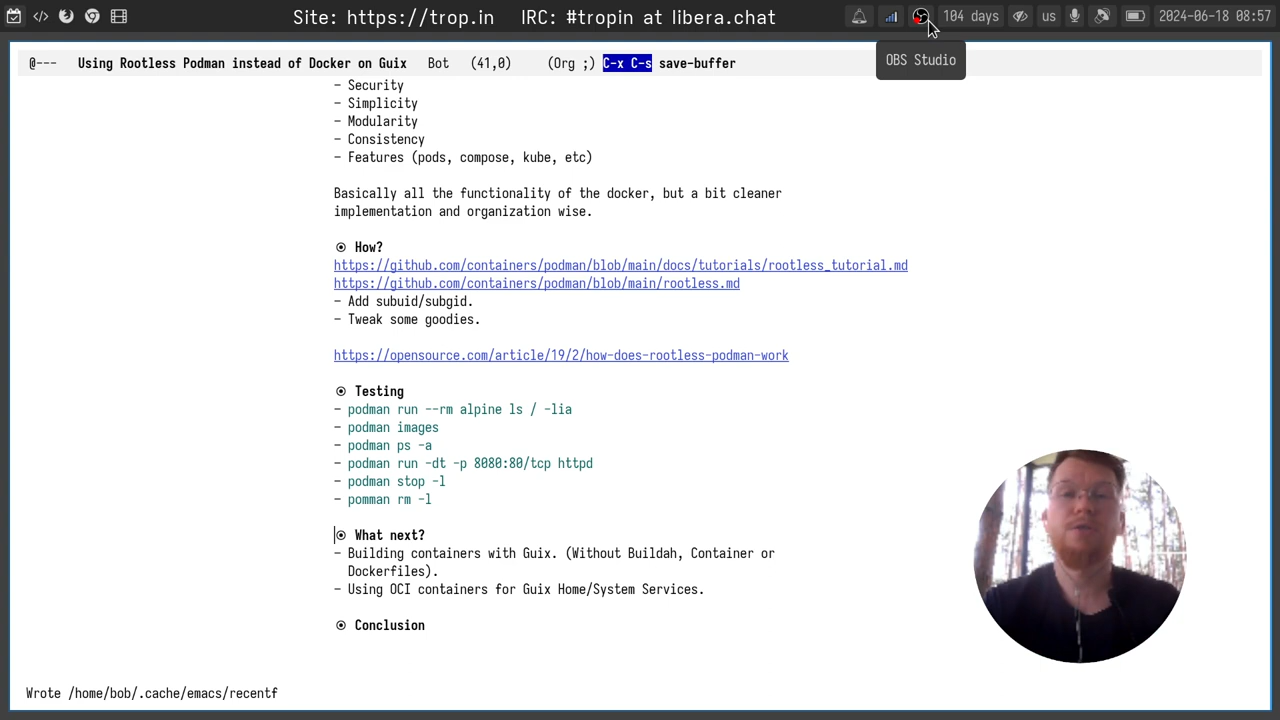 Site: https://trop.in   IRC: #tropin at libera.chat
104 days
us
2024-06-18 08:57
OBS Studio
@---   Using Rootless Podman instead of Docker on Guix   Bot   (41,0)   (Org ;) C-x C-s save-buffer
- Security
- Simplicity
- Modularity
- Consistency
- Features (pods, compose, kube, etc)
Basically all the functionality of the docker, but a bit cleaner
implementation and organization wise.
How?
https://github.com/containers/podman/blob/main/docs/tutorials/rootless_tutorial.md
https://github.com/containers/podman/blob/main/rootless.md
- Add subuid/subgid.
- Tweak some goodies.
https://opensource.com/article/19/2/how-does-rootless-podman-work
Testing
- podman run --rm alpine ls / -lia
- podman images
- podman ps -a
- podman run -dt -p 8080:80/tcp httpd
- podman stop -l
- pomman rm -l
What next?
- Building containers with Guix. (Without Buildah, Container or
Dockerfiles).
- Using OCI containers for Guix Home/System Services.
Conclusion
Wrote /home/bob/.cache/emacs/recentf